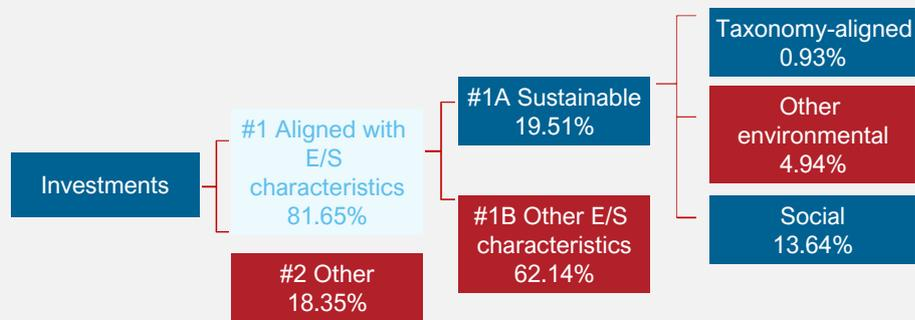 Investments
#1 Aligned with
E/S
characteristics
81.65%
#2 Other
18.35%
#1A Sustainable
19.51%
#1B Other E/S
characteristics
62.14%
Taxonomy-aligned
0.93%
Other
environmental
4.94%
Social
13.64%